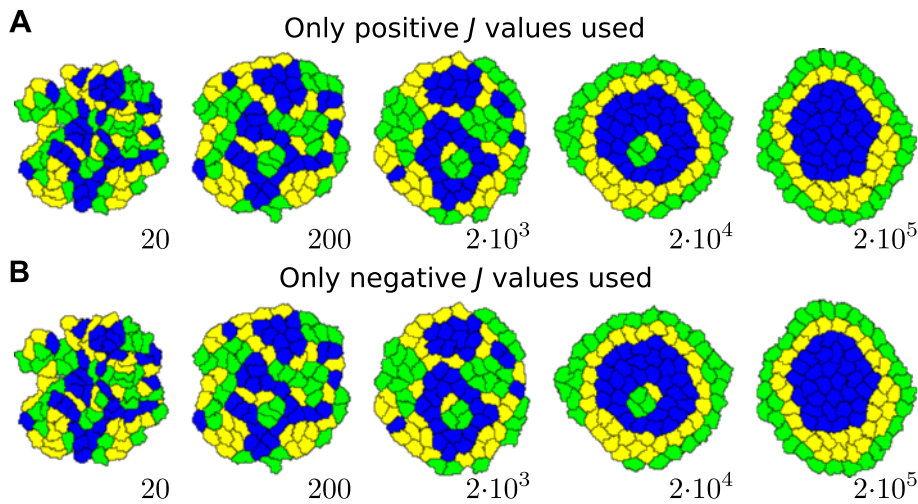 A
Only positive J values used
20 200 2·10³ 2·10⁴ 2·10⁵
B
Only negative J values used
20 200 2·10³ 2·10⁴ 2·10⁵